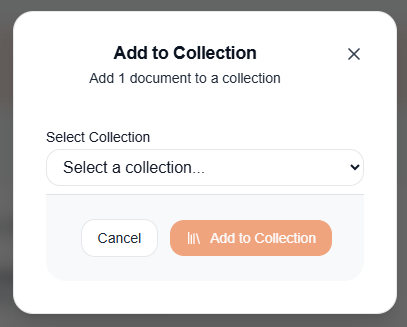 Add to Collection
Add 1 document to a collection
Select Collection
Select a collection...
Cancel
Add to Collection